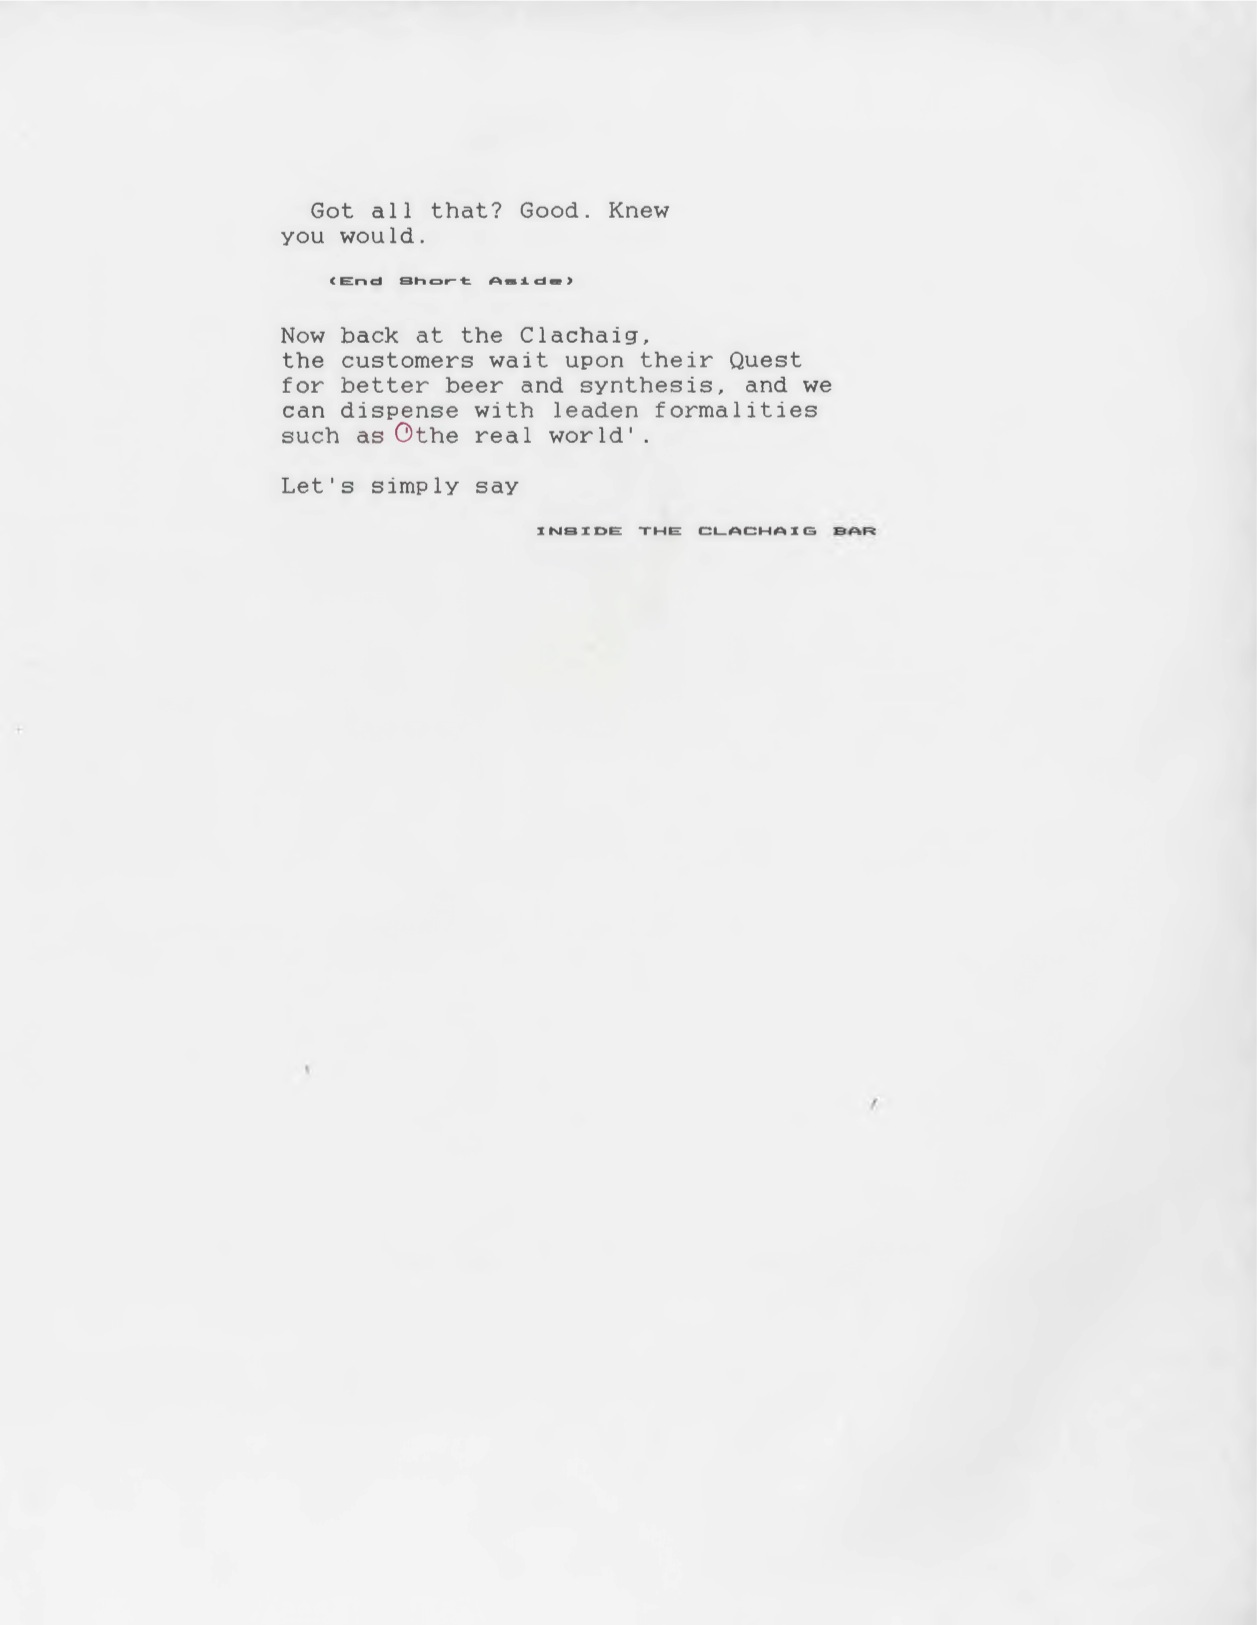 Got all that? Good. Knew
you would.
(End Short Aside)
Now back at the Clachaig,
the customers wait upon their Quest
for better beer and synthesis, and we
can dispense with leaden formalities
such as 'the real world'.
Let's simply say
INSIDE THE CLACHAIG BAR